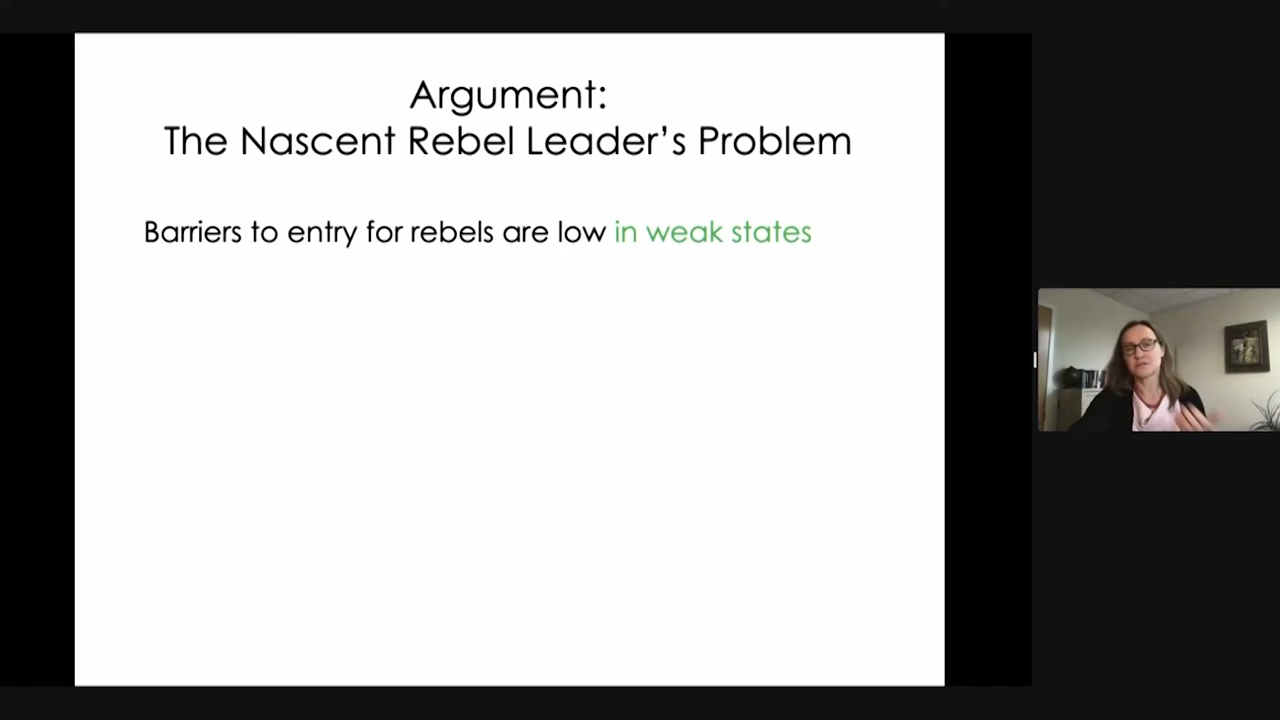 Argument:
The Nascent Rebel Leader’s Problem
Barriers to entry for rebels are low in weak states